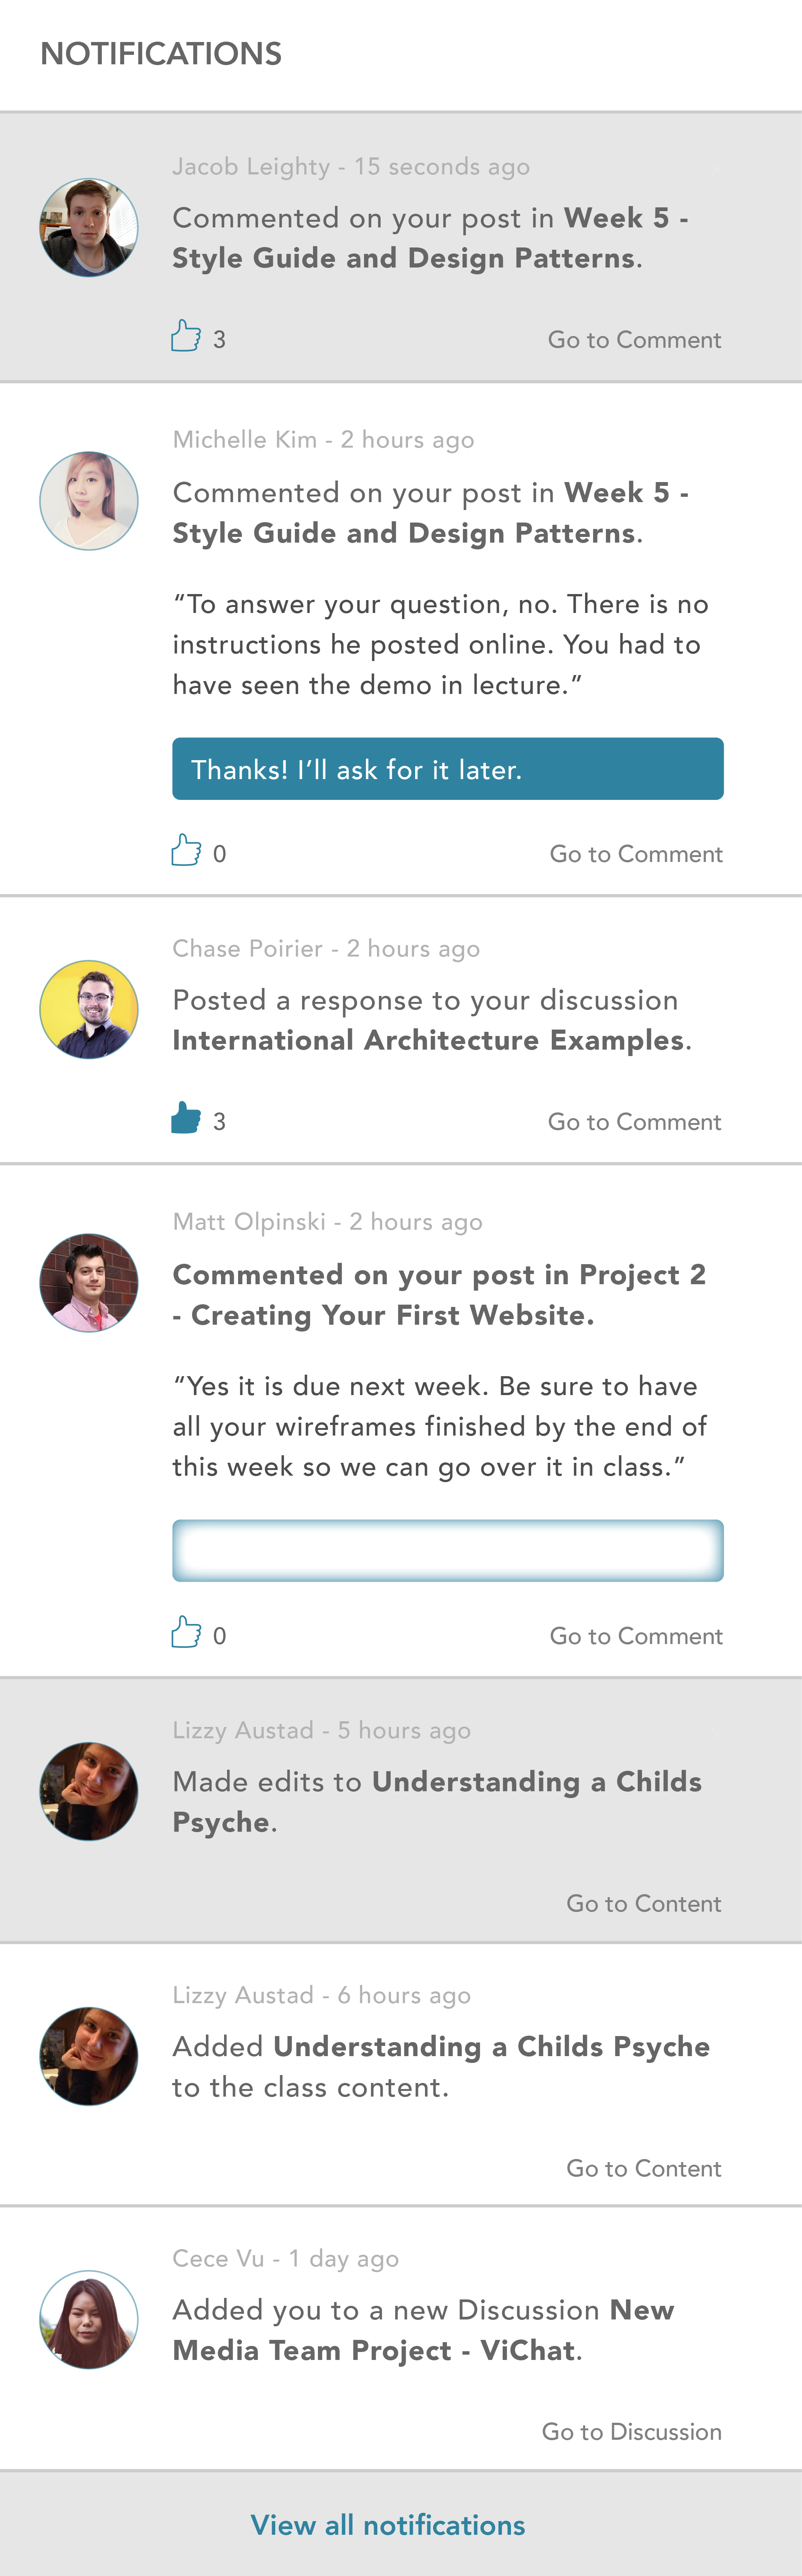 NOTIFICATIONS
Jacob Leighty - 15 seconds ago
Commented on your post in Week 5 -
Style Guide and Design Patterns.
3
Go to Comment
Michelle Kim - 2 hours ago
Commented on your post in Week 5 -
Style Guide and Design Patterns.
“To answer your question, no. There is no
instructions he posted online. You had to
have seen the demo in lecture.”
Thanks! I’ll ask for it later.
0
Go to Comment
Chase Poirier - 2 hours ago
Posted a response to your discussion
International Architecture Examples.
3
Go to Comment
Matt Olpinski - 2 hours ago
Commented on your post in Project 2
- Creating Your First Website.
“Yes it is due next week. Be sure to have
all your wireframes finished by the end of
this week so we can go over it in class.”
0
Go to Comment
Lizzy Austad - 5 hours ago
Made edits to Understanding a Childs
Psyche.
Go to Content
Lizzy Austad - 6 hours ago
Added Understanding a Childs Psyche
to the class content.
Go to Content
Cece Vu - 1 day ago
Added you to a new Discussion New
Media Team Project - ViChat.
Go to Discussion
View all notifications